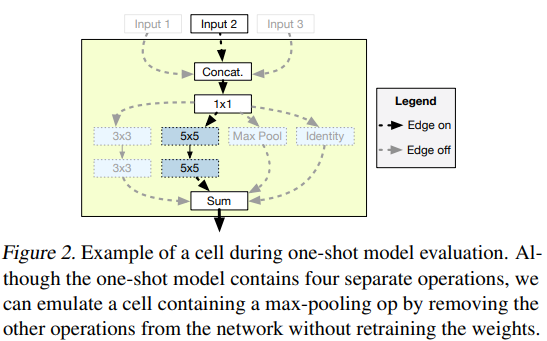 Input 1 Input 2 Input 3
Concat.
1x1
3x3 5x5 Max Pool Identity
3x3 5x5
Sum
Legend
Edge on
Edge off
Figure 2. Example of a cell during one-shot model evaluation. Al-
though the one-shot model contains four separate operations, we
can emulate a cell containing a max-pooling op by removing the
other operations from the network without retraining the weights.